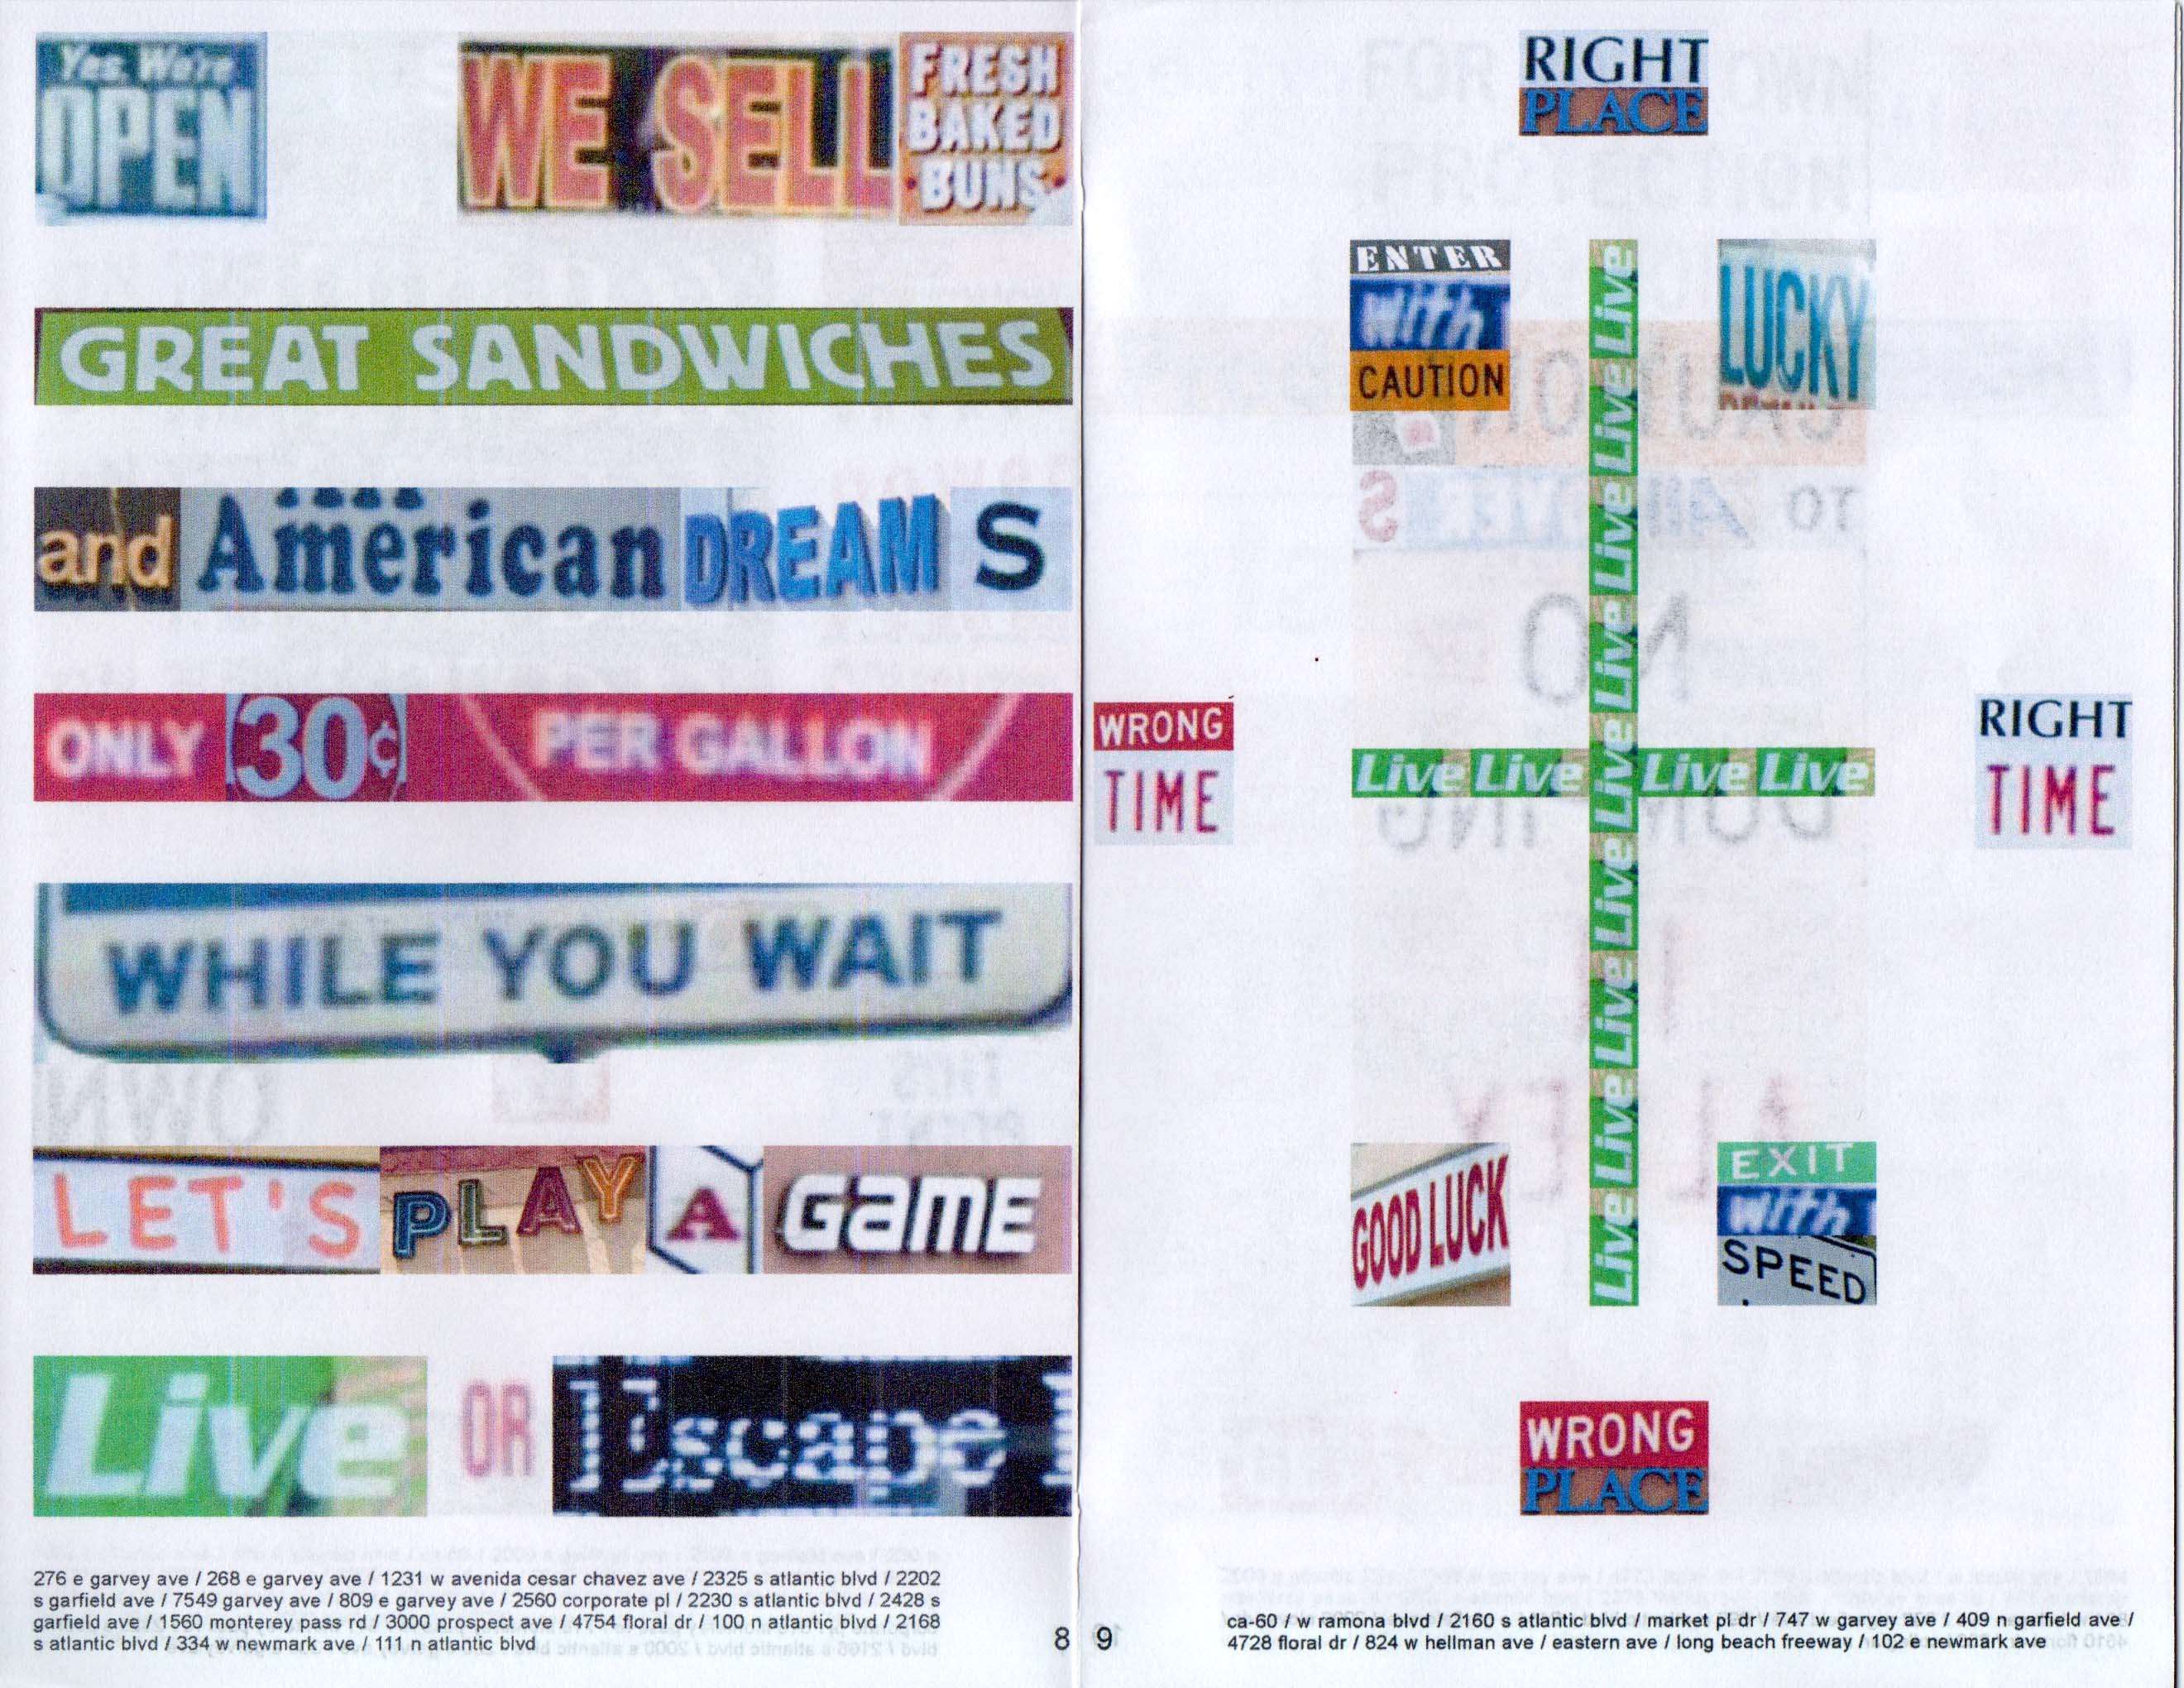 Yes. We're
OPEN
WE SELL
FRESH
BAKED
BUNS
GREAT SANDWICHES
and American DREAM S
ONLY 30¢ PER GALLON
WHILE YOU WAIT
LET'S PLAY A GAME
Live OR Escape
276 e garvey ave / 268 e garvey ave / 1231 w avenida cesar chavez ave / 2325 s atlantic blvd / 2202
s garfield ave / 7549 garvey ave / 809 e garvey ave / 2560 corporate pl / 2230 s atlantic blvd / 2428 s
garfield ave / 1560 monterey pass rd / 3000 prospect ave / 4754 floral dr / 100 n atlantic blvd / 2168
s atlantic blvd / 334 w newmark ave / 111 n atlantic blvd
8
RIGHT
PLACE
ENTER
with
CAUTION
LUCKY
Live Live Live Live Live Live Live Live Live
WRONG
TIME
Live Live Live Live
RIGHT
TIME
GOOD LUCK
EXIT
with
SPEED
WRONG
PLACE
9
ca-60 / w ramona blvd / 2160 s atlantic blvd / market pl dr / 747 w garvey ave / 409 n garfield ave /
4728 floral dr / 824 w hellman ave / eastern ave / long beach freeway / 102 e newmark ave